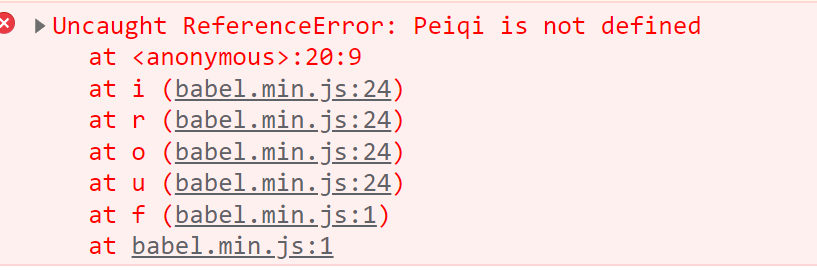 Uncaught ReferenceError: Peiqi is not defined
at <anonymous>:20:9
at i (babel.min.js:24)
at r (babel.min.js:24)
at o (babel.min.js:24)
at u (babel.min.js:24)
at f (babel.min.js:1)
at babel.min.js:1